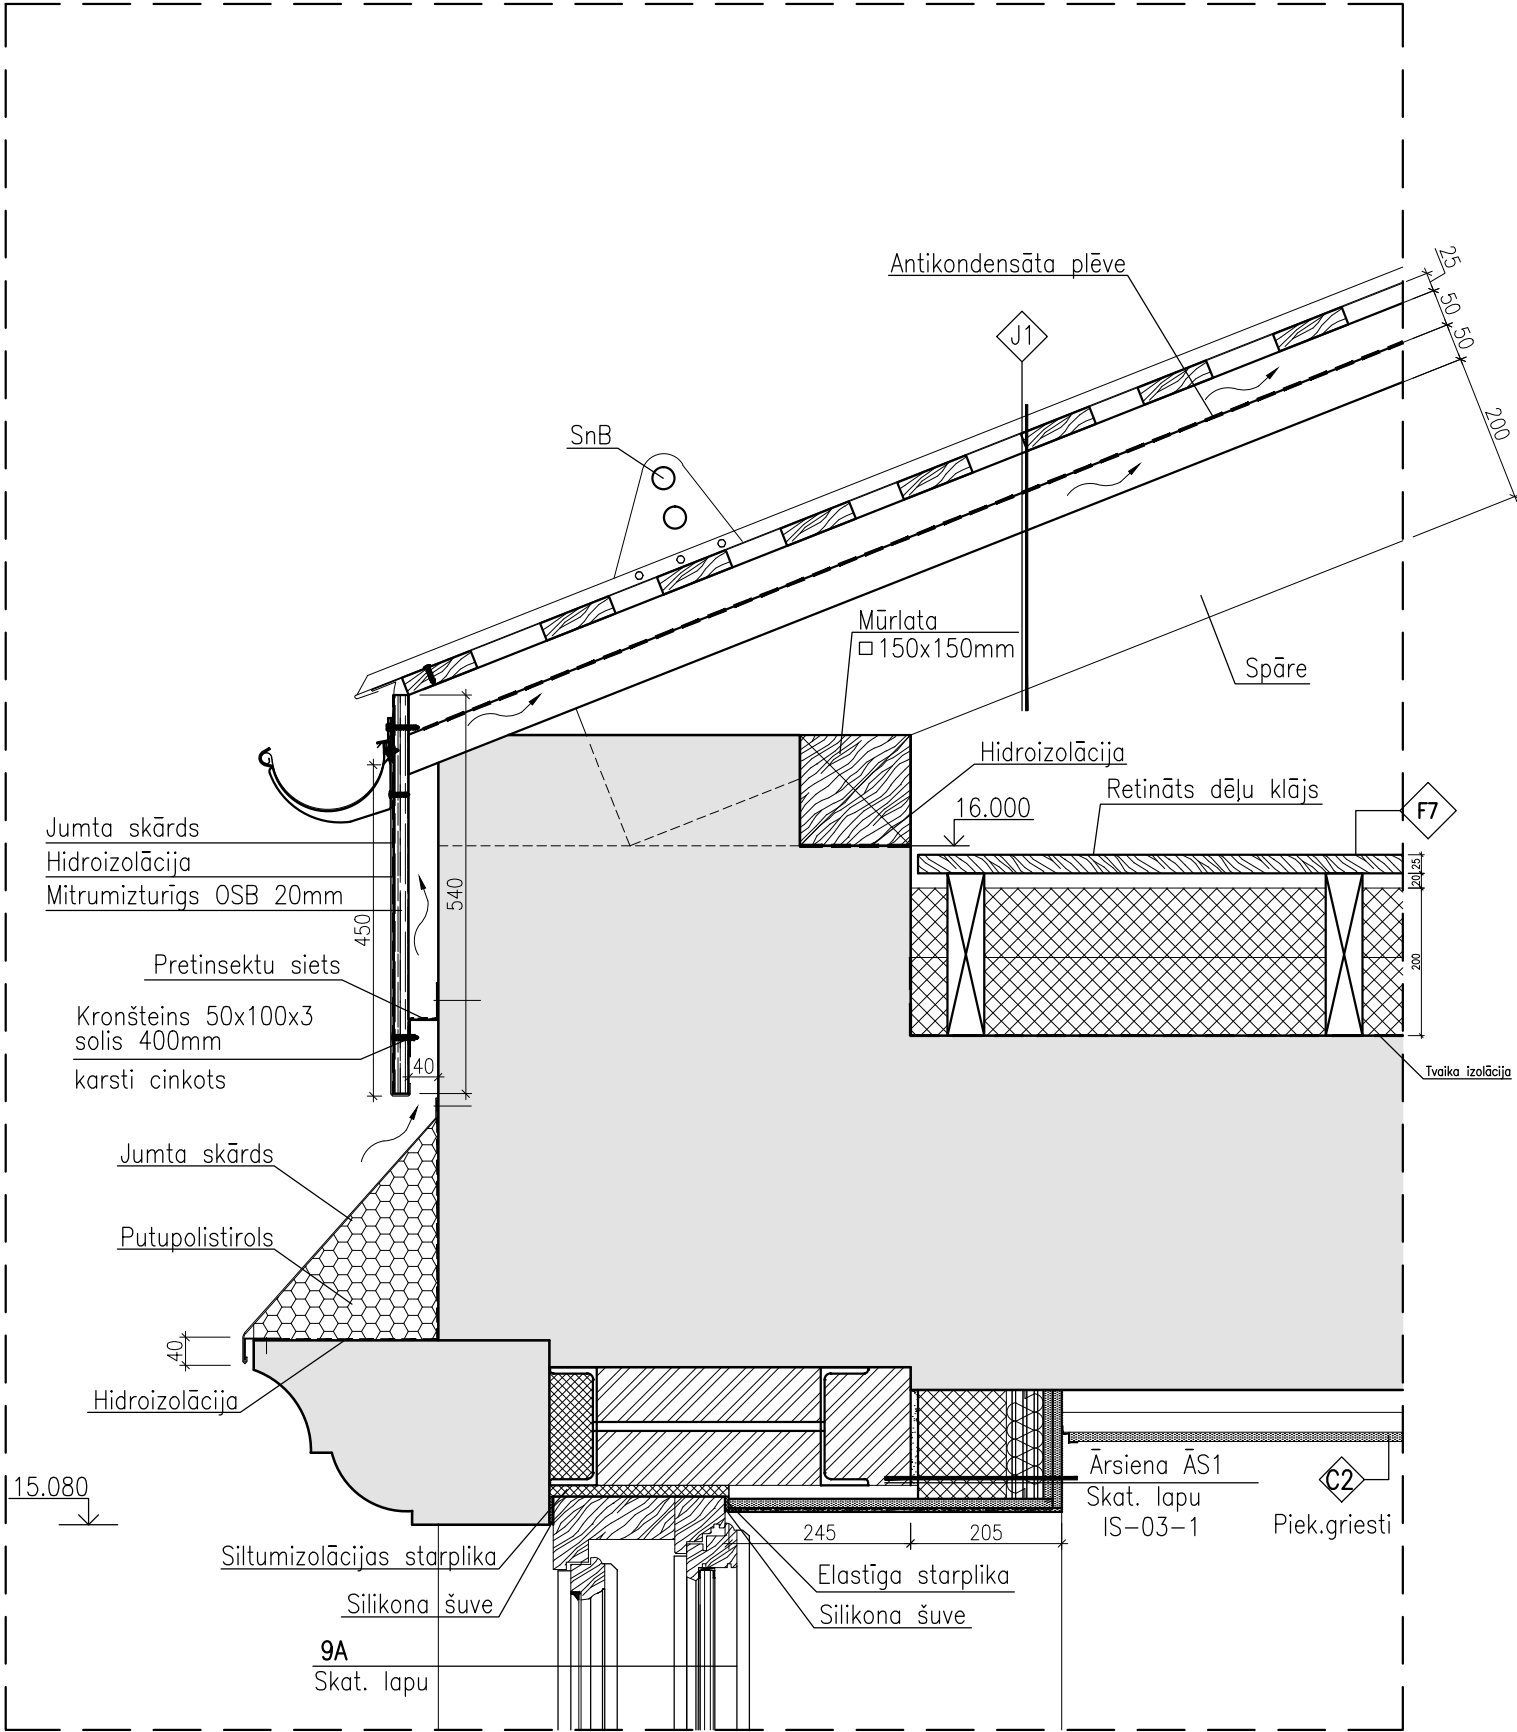 Antikondensāta plēve
25
50
50
200
J1
SnB
Mūrlata
□150x150mm
Spāre
Hidroizolācija
Retināts dēļu klājs
F7
16.000
25
20
200
Jumta skārds
Hidroizolācija
Mitrumizturīgs OSB 20mm
450
540
Pretinsektu siets
Kronšteins 50x100x3
solis 400mm
karsti cinkots
40
Tvaika izolācija
Jumta skārds
Putupolistirols
40
Hidroizolācija
15.080
Ārsiena ĀS1
Skat. lapu
IS-03-1
C2
Piek.griesti
245
205
Siltumizolācijas starplika
Silikona šuve
Elastīga starplika
Silikona šuve
9A
Skat. lapu